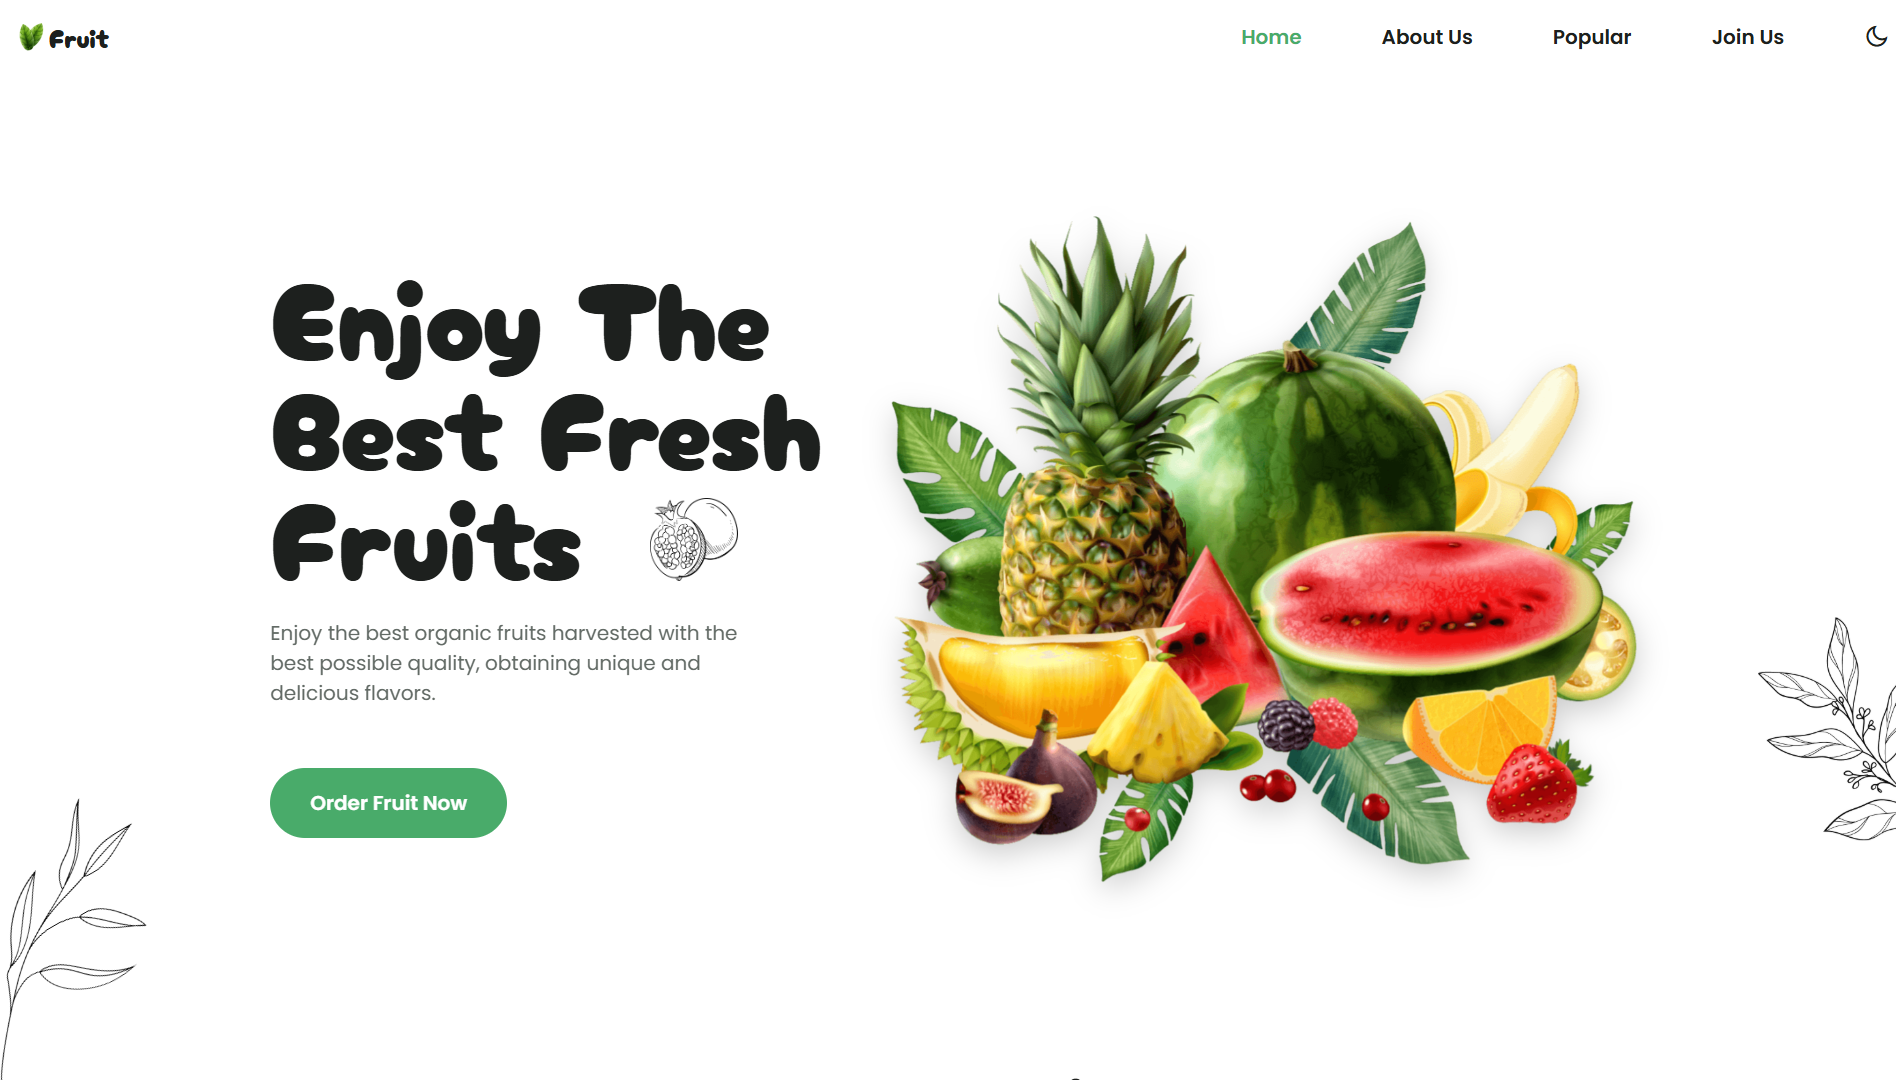 Fruit
Home
About Us
Popular
Join Us
Enjoy The
Best Fresh
Fruits
Enjoy the best organic fruits harvested with the
best possible quality, obtaining unique and
delicious flavors.
Order Fruit Now